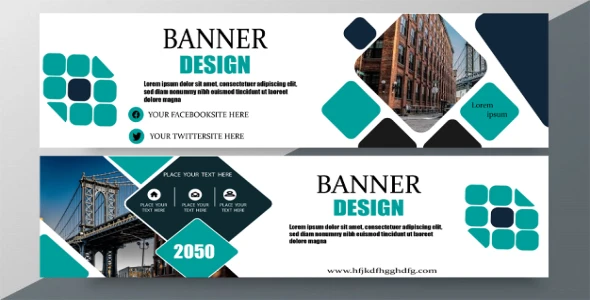 BANNER
DESIGN
Lorem ipsum dolor sit amet, consectetuer
adipiscing elit, sed diam nonummy nibh
euismod tincidunt ut laoreet
dolore magna
YOUR FACEBOOKSITE HERE
YOUR TWITTERSITE HERE
Lorem
ipsum
PLACE YOUR TEXT HERE
PLACE YOUR
TEXT HERE
PLACE YOUR
TEXT HERE
PLACE YOUR
TEXT HERE
2050
BANNER
DESIGN
Lorem ipsum dolor sit amet, consectetuer
adipiscing elit, sed diam nonummy nibh
euismod tincidunt ut laoreet
dolore magna
www.hfjkdfhgghdfg.com